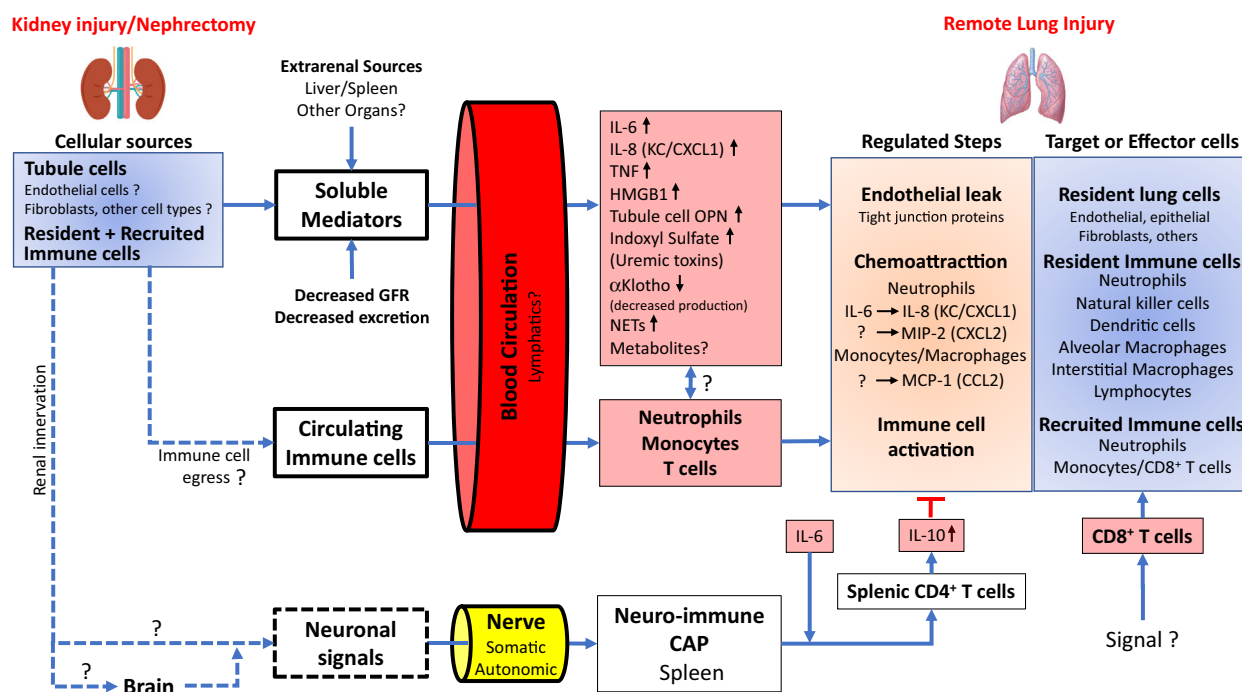 Kidney injury/Nephrectomy
Remote Lung Injury
Extrarenal Sources
Liver/Spleen
Other Organs?
Cellular sources
Tubule cells
Endothelial cells ?
Fibroblasts, other cell types ?
Resident + Recruited
Immune cells
Soluble
Mediators
Decreased GFR
Decreased excretion
Renal innervation
Immune cell
egress ?
Circulating
Immune cells
Blood Circulation
Lymphatics?
IL-6
IL-8 (KC/CXCL1)
TNF
HMGB1
Tubule cell OPN
Indoxyl Sulfate
(Uremic toxins)
αKlotho
(decreased production)
NETs
Metabolites?
?
Neutrophils
Monocytes
T cells
Regulated Steps
Endothelial leak
Tight junction proteins
Chemoattraction
Neutrophils
IL-6 → IL-8 (KC/CXCL1)
? → MIP-2 (CXCL2)
Monocytes/Macrophages
? → MCP-1 (CCL2)
Immune cell
activation
Target or Effector cells
Resident lung cells
Endothelial, epithelial
Fibroblasts, others
Resident Immune cells
Neutrophils
Natural killer cells
Dendritic cells
Alveolar Macrophages
Interstitial Macrophages
Lymphocytes
Recruited Immune cells
Neutrophils
Monocytes/CD8⁺ T cells
IL-6
IL-10
CD8⁺ T cells
Splenic CD4⁺ T cells
Signal ?
?
?
Brain
Neuronal
signals
Nerve
Somatic
Autonomic
Neuro-immune
CAP
Spleen